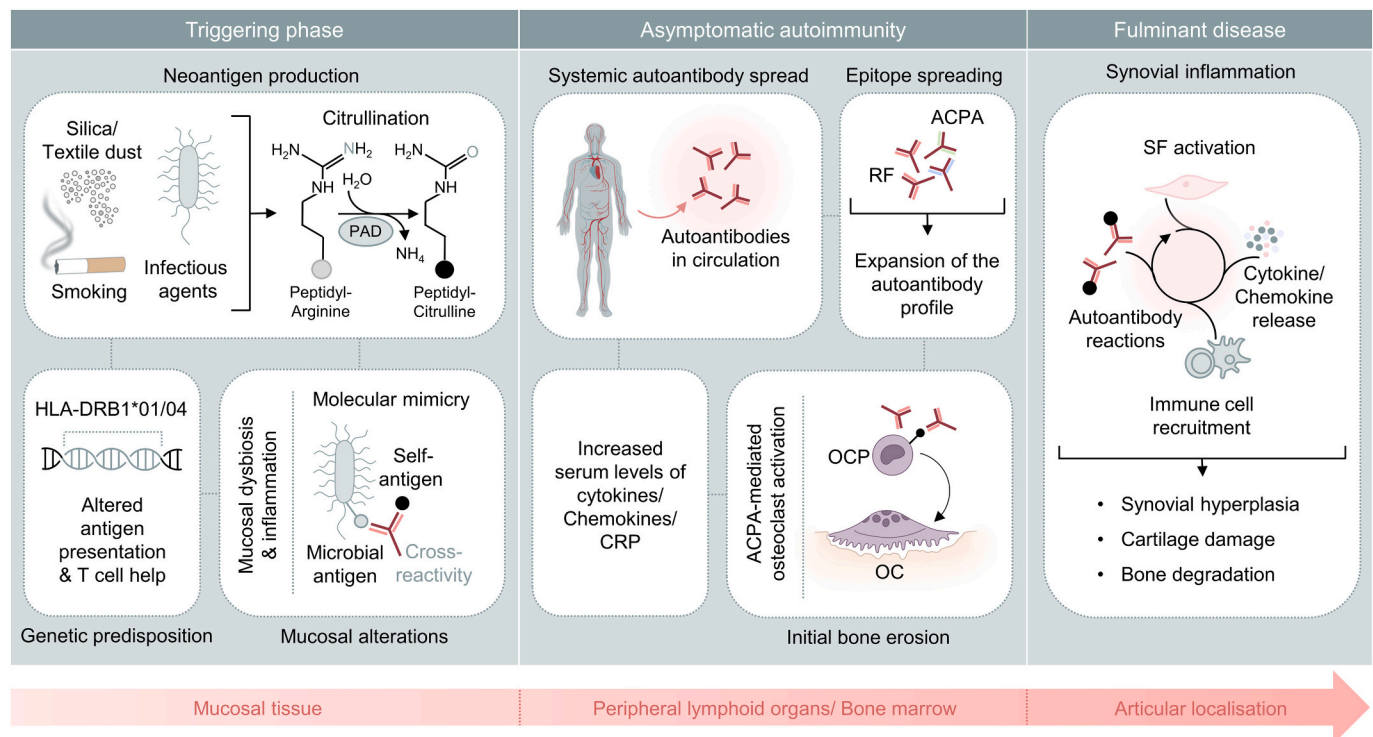 Triggering phase
Neoantigen production
Silica/
Textile dust
Smoking
Infectious
agents
Citrullination
H₂N
NH₂
NH
H₂O
PAD
NH₄
H₂N
O
NH
Peptidyl-
Arginine
Peptidyl-
Citrulline
HLA-DRB1*01/04
Altered
antigen
presentation
& T cell help
Genetic predisposition
Mucosal dysbiosis
& inflammation
Molecular mimicry
Self-
antigen
Microbial
antigen
Cross-
reactivity
Mucosal alterations
Asymptomatic autoimmunity
Systemic autoantibody spread
Autoantibodies
in circulation
Epitope spreading
ACPA
RF
Expansion of the
autoantibody
profile
Increased
serum levels of
cytokines/
Chemokines/
CRP
ACPA-mediated
osteoclast activation
OCP
OC
Initial bone erosion
Fulminant disease
Synovial inflammation
SF activation
Autoantibody
reactions
Cytokine/
Chemokine
release
Immune cell
recruitment
• Synovial hyperplasia
• Cartilage damage
• Bone degradation
Mucosal tissue
Peripheral lymphoid organs/ Bone marrow
Articular localisation